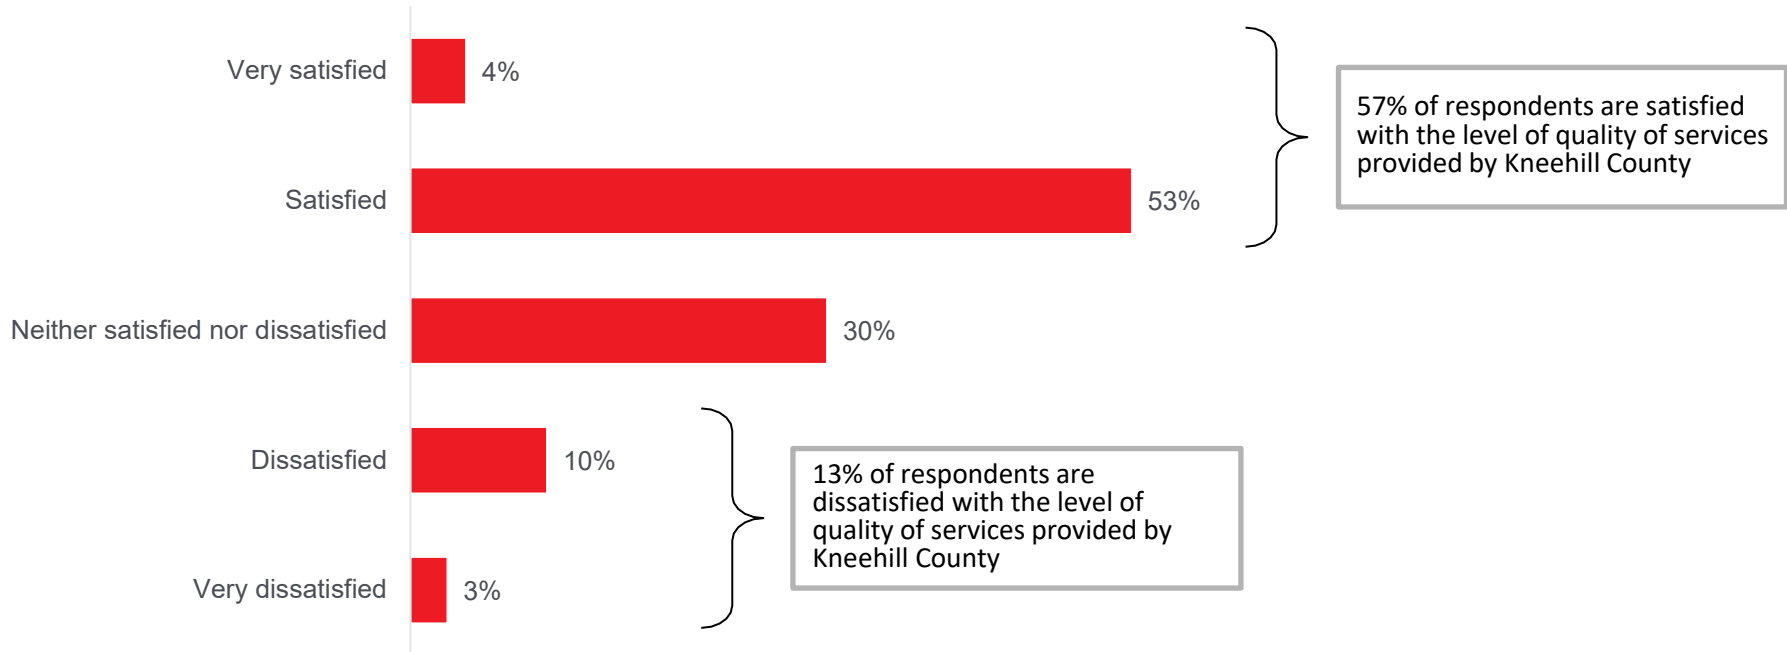 Very satisfied
4%
57% of respondents are satisfied
with the level of quality of services
provided by Kneehill County
Satisfied
53%
Neither satisfied nor dissatisfied
30%
Dissatisfied
10%
13% of respondents are
dissatisfied with the level of
quality of services provided by
Kneehill County
Very dissatisfied
3%